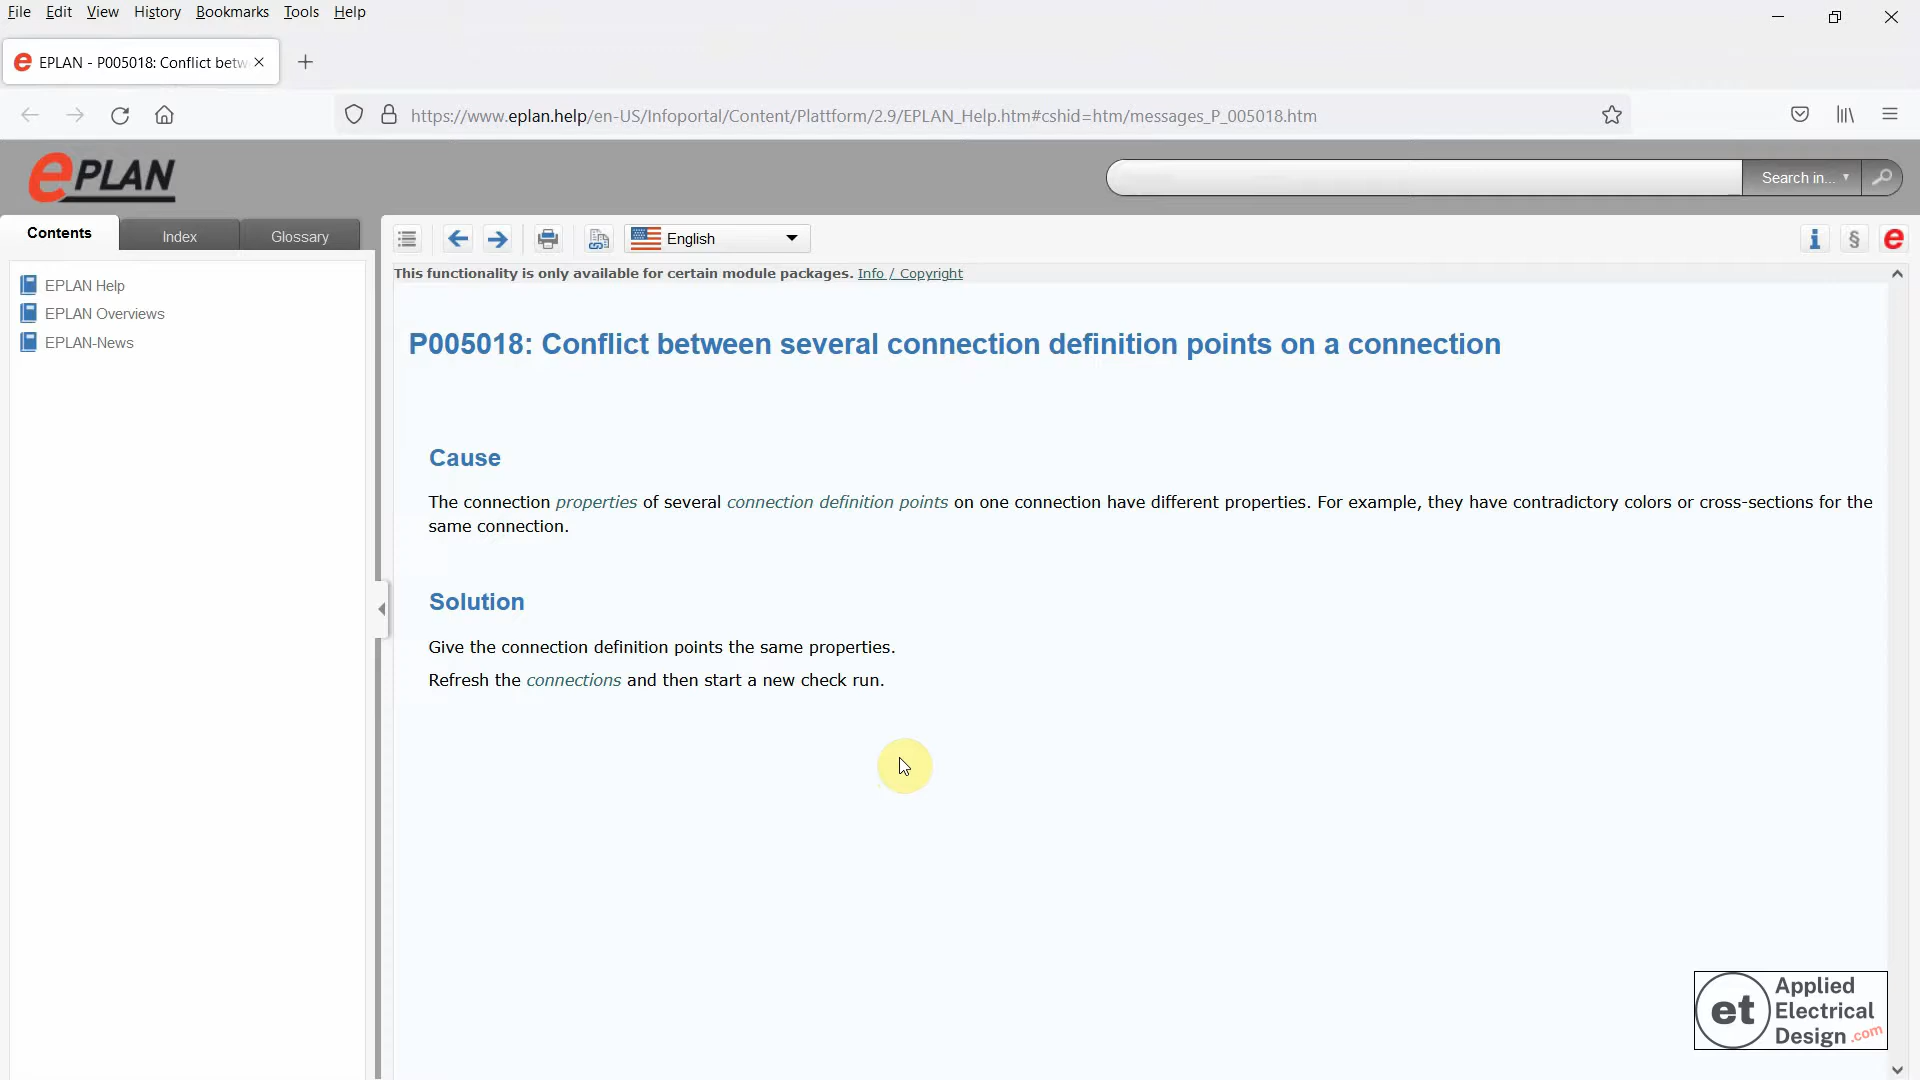 File Edit View History Bookmarks Tools Help
EPLAN - P005018: Conflict betw
https://www.eplan.help/en-US/Infoportal/Content/Plattform/2.9/EPLAN_Help.htm#cshid=htm/messages_P_005018.htm
ePLAN
Search in...
Contents Index Glossary
English
i § e
This functionality is only available for certain module packages. Info / Copyright
EPLAN Help
EPLAN Overviews
EPLAN-News
P005018: Conflict between several connection definition points on a connection
Cause
The connection properties of several connection definition points on one connection have different properties. For example, they have contradictory colors or cross-sections for the
same connection.
Solution
Give the connection definition points the same properties.
Refresh the connections and then start a new check run.
et
Applied
Electrical
Design.com